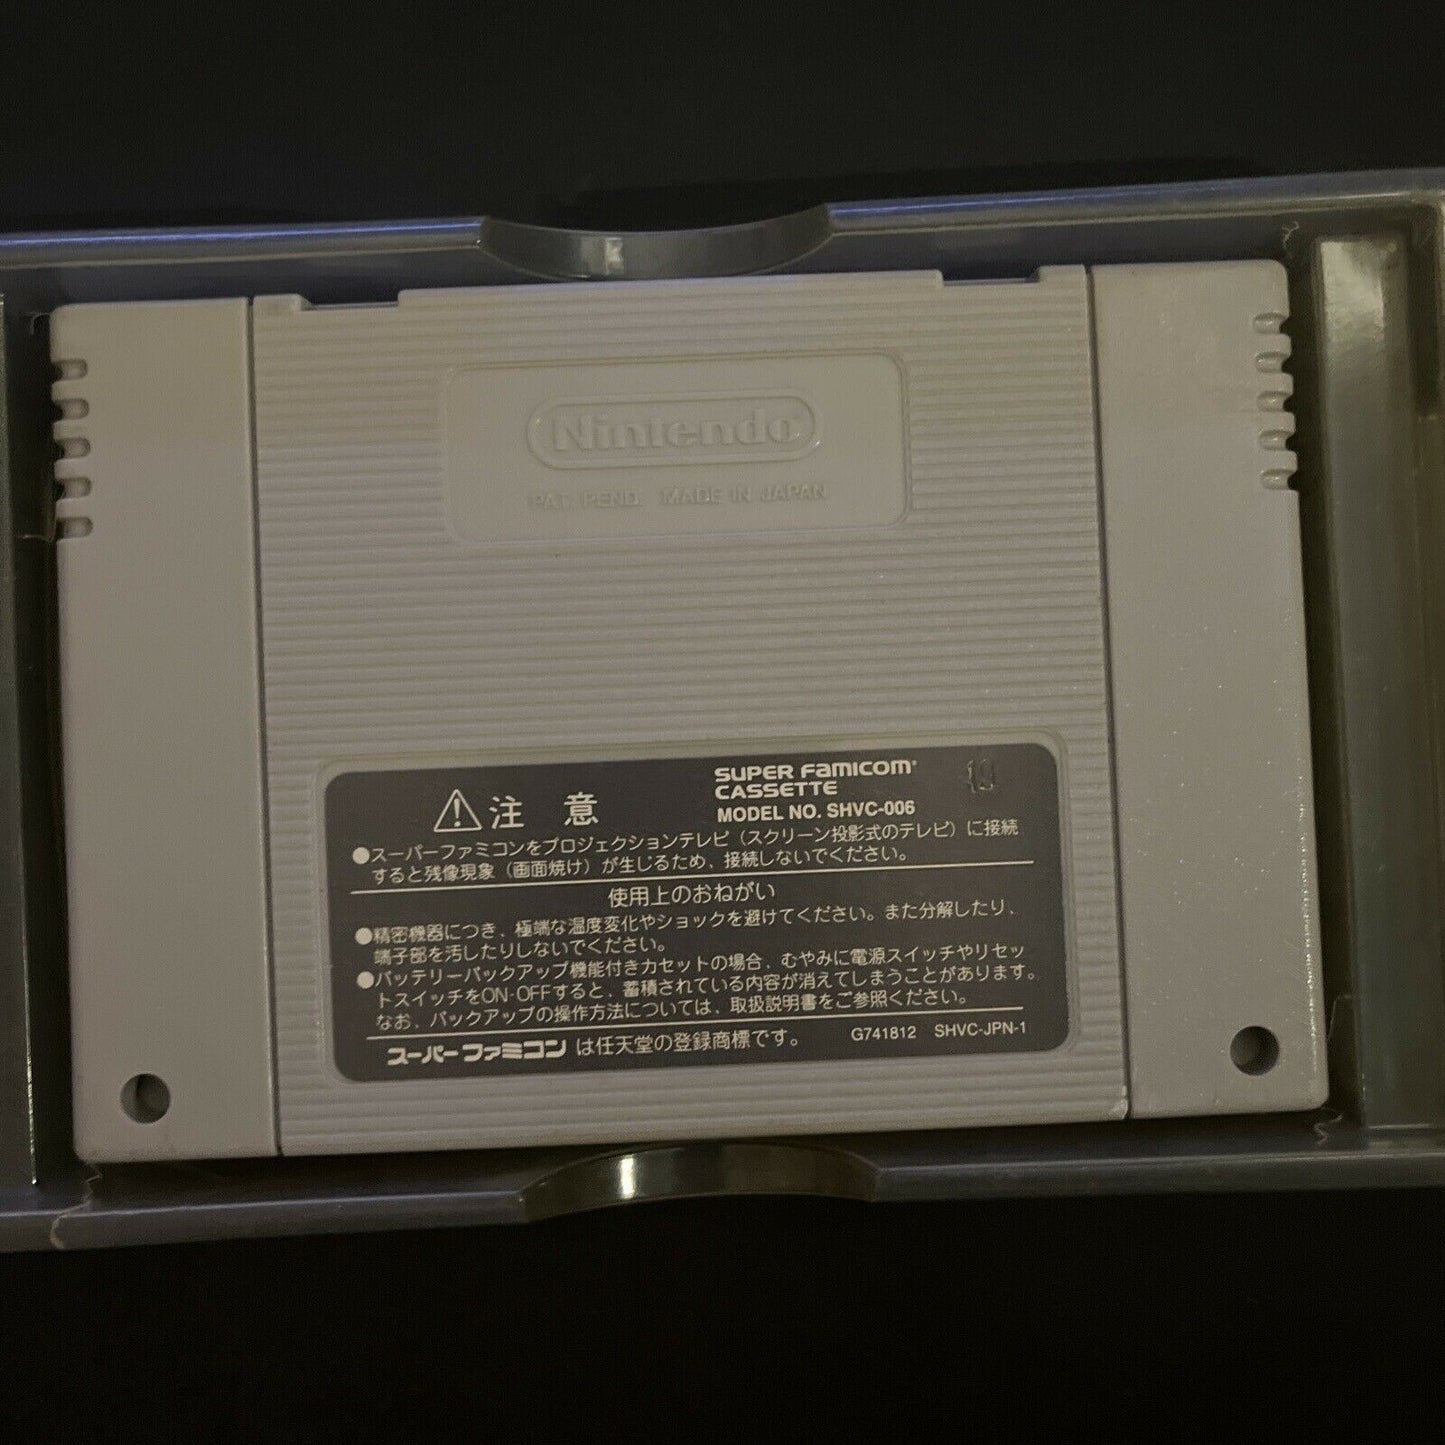 Nintendo
PAT. PEND. MADE IN JAPAN
SUPER FAMICOM
CASSETTE
MODEL NO. SHVC-006
19
注 意
●スーパーファミコンをプロジェクションテレビ（スクリーン投影式のテレビ）に接続
すると残像現象（画面焼け）が生じるため、接続しないでください。
使用上のおねがい
●精密機器につき、極端な温度変化やショックを避けてください。また分解したり、
端子部を汚したりしないでください。
●バッテリーバックアップ機能付きカセットの場合、むやみに電源スイッチやリセッ
トスイッチをON-OFFすると、蓄積されている内容が消えてしまうことがあります。
なお、バックアップの操作方法については、取扱説明書をご参照ください。
スーパーファミコン は任天堂の登録商標です。 G741812 SHVC-JPN-1